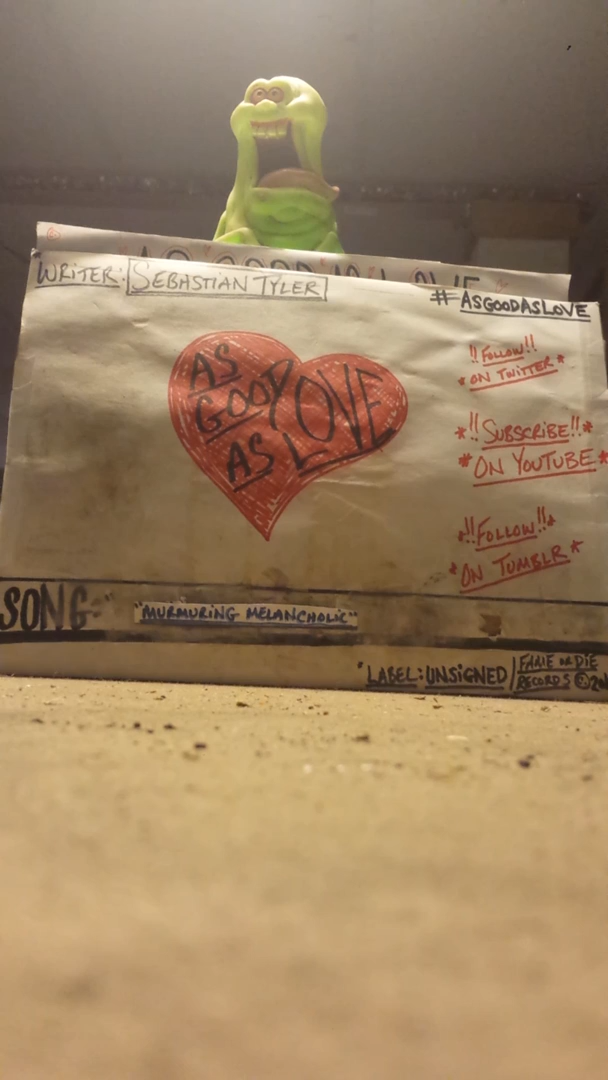 WRITER: SEBASTIAN TYLER
#ASGOODASLOVE
AS
GOOD
AS LOVE
!!FOLLOW!!
*ON TWITTER*
*!!SUBSCRIBE!!*
*ON YOUTUBE*
*!!FOLLOW!!*
*ON TUMBLR*
SONG:
"MURMURING MELANCHOLIC"
*LABEL: UNSIGNED/
OR DIE
RECORDS ©